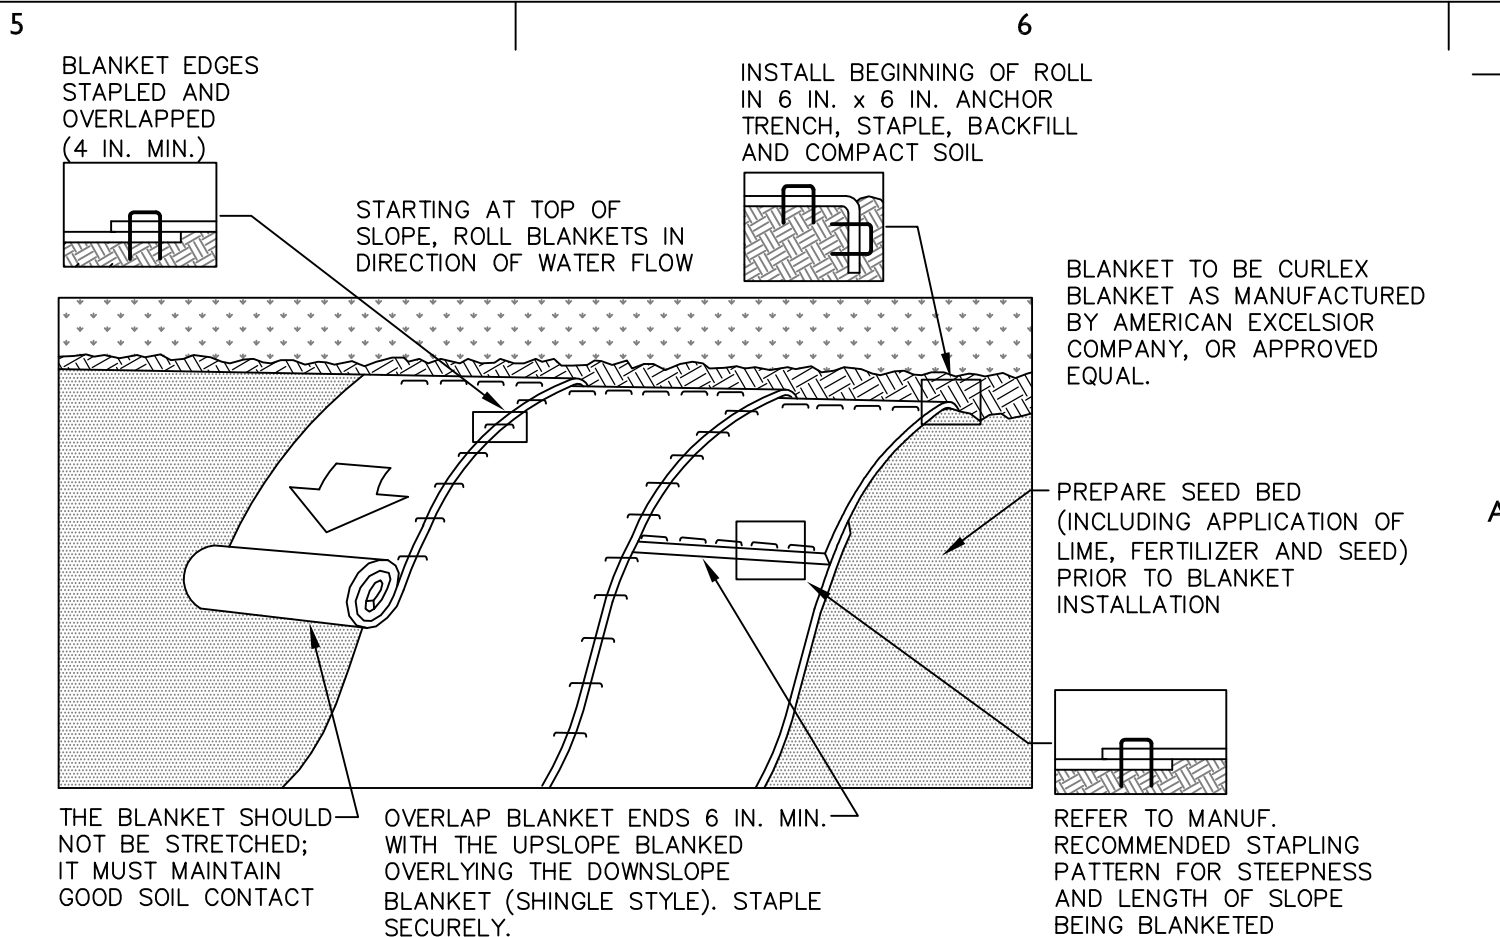 5
6
BLANKET EDGES
STAPLED AND
OVERLAPPED
(4 IN. MIN.)
INSTALL BEGINNING OF ROLL
IN 6 IN. x 6 IN. ANCHOR
TRENCH, STAPLE, BACKFILL
AND COMPACT SOIL
STARTING AT TOP OF
SLOPE, ROLL BLANKETS IN
DIRECTION OF WATER FLOW
BLANKET TO BE CURLEX
BLANKET AS MANUFACTURED
BY AMERICAN EXCELSIOR
COMPANY, OR APPROVED
EQUAL.
PREPARE SEED BED
(INCLUDING APPLICATION OF
LIME, FERTILIZER AND SEED)
PRIOR TO BLANKET
INSTALLATION
A
THE BLANKET SHOULD
NOT BE STRETCHED;
IT MUST MAINTAIN
GOOD SOIL CONTACT
OVERLAP BLANKET ENDS 6 IN. MIN.
WITH THE UPSLOPE BLANKED
OVERLYING THE DOWNSLOPE
BLANKET (SHINGLE STYLE). STAPLE
SECURELY.
REFER TO MANUF.
RECOMMENDED STAPLING
PATTERN FOR STEEPNESS
AND LENGTH OF SLOPE
BEING BLANKETED